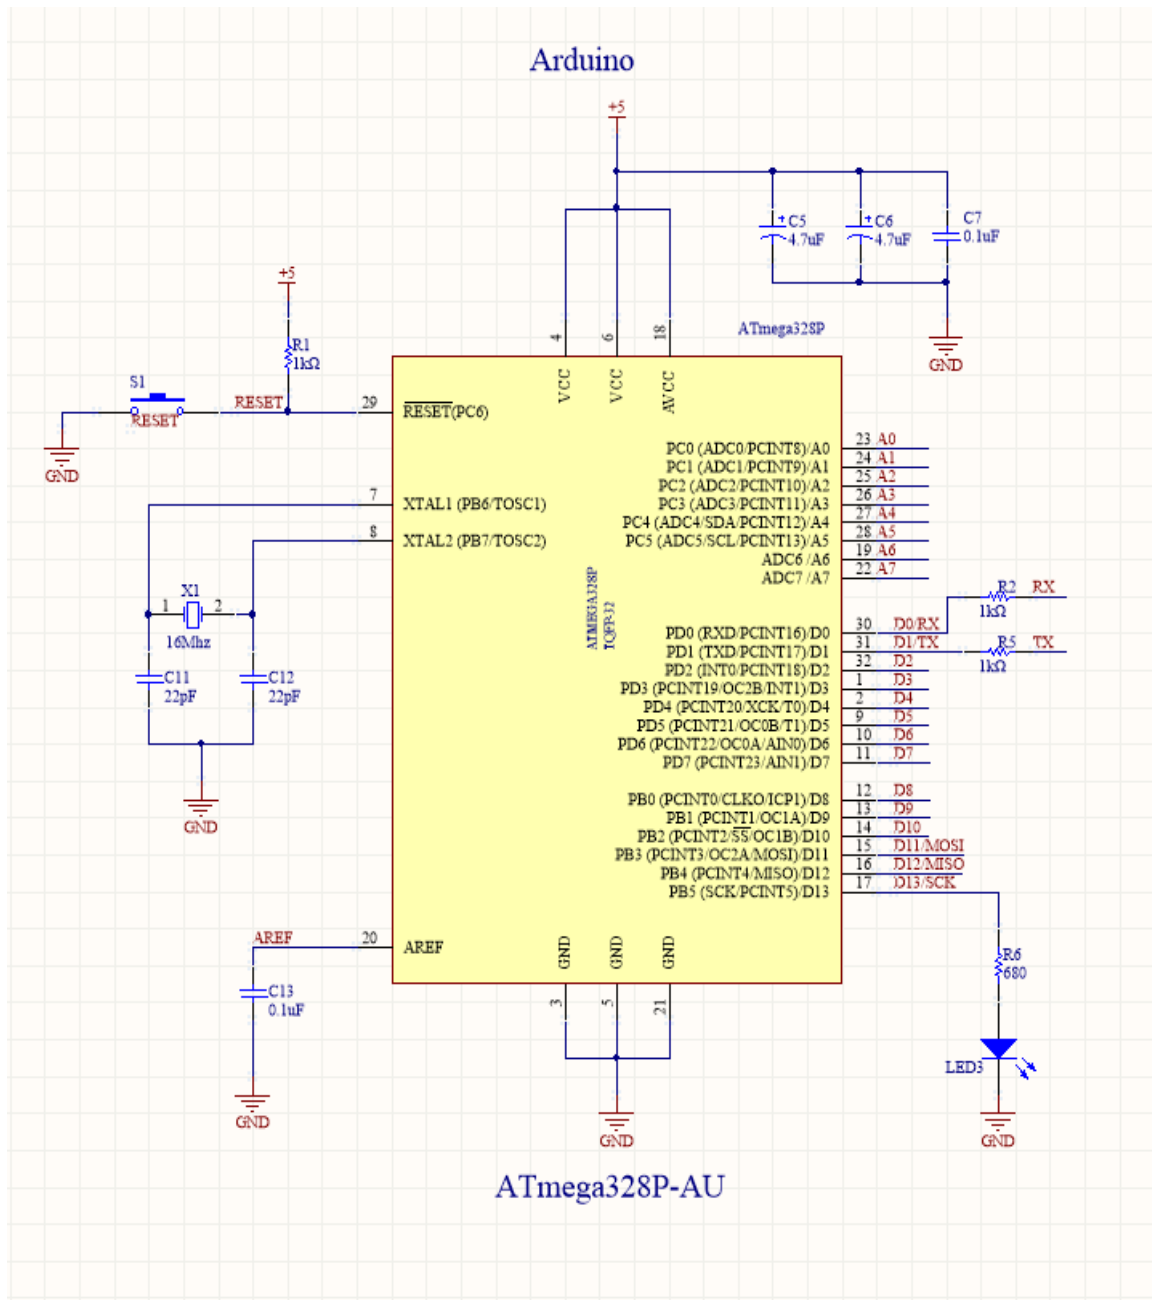 Arduino
+5
C5
4.7uF
C6
4.7uF
C7
0.1uF
GND
+5
R1
1kΩ
S1
RESET
RESET
GND
ATmega328P
4
6
18
VCC
VCC
AVCC
29
RESET(PC6)
7
XTAL1 (PB6/TOSC1)
8
XTAL2 (PB7/TOSC2)
X1
1
2
16Mhz
C11
22pF
C12
22pF
GND
ATMEGA328P
TQFP-32
PC0 (ADC0/PCINT8)/A0 23 A0
PC1 (ADC1/PCINT9)/A1 24 A1
PC2 (ADC2/PCINT10)/A2 25 A2
PC3 (ADC3/PCINT11)/A3 26 A3
PC4 (ADC4/SDA/PCINT12)/A4 27 A4
PC5 (ADC5/SCL/PCINT13)/A5 28 A5
ADC6 /A6 19 A6
ADC7 /A7 22 A7
R2
1kΩ
RX
PD0 (RXD/PCINT16)/D0 30 D0/RX
PD1 (TXD/PCINT17)/D1 31 D1/TX
R5
1kΩ
TX
PD2 (INT0/PCINT18)/D2 32 D2
PD3 (PCINT19/OC2B/INT1)/D3 1 D3
PD4 (PCINT20/XCK/T0)/D4 2 D4
PD5 (PCINT21/OC0B/T1)/D5 9 D5
PD6 (PCINT22/OC0A/AIN0)/D6 10 D6
PD7 (PCINT23/AIN1)/D7 11 D7
PB0 (PCINT0/CLKO/ICP1)/D8 12 D8
PB1 (PCINT1/OC1A)/D9 13 D9
PB2 (PCINT2/SS/OC1B)/D10 14 D10
PB3 (PCINT3/OC2A/MOSI)/D11 15 D11/MOSI
PB4 (PCINT4/MISO)/D12 16 D12/MISO
PB5 (SCK/PCINT5)/D13 17 D13/SCK
AREF
20
AREF
C13
0.1uF
GND
GND
GND
GND
3
5
21
GND
R6
680
LED3
GND
ATmega328P-AU